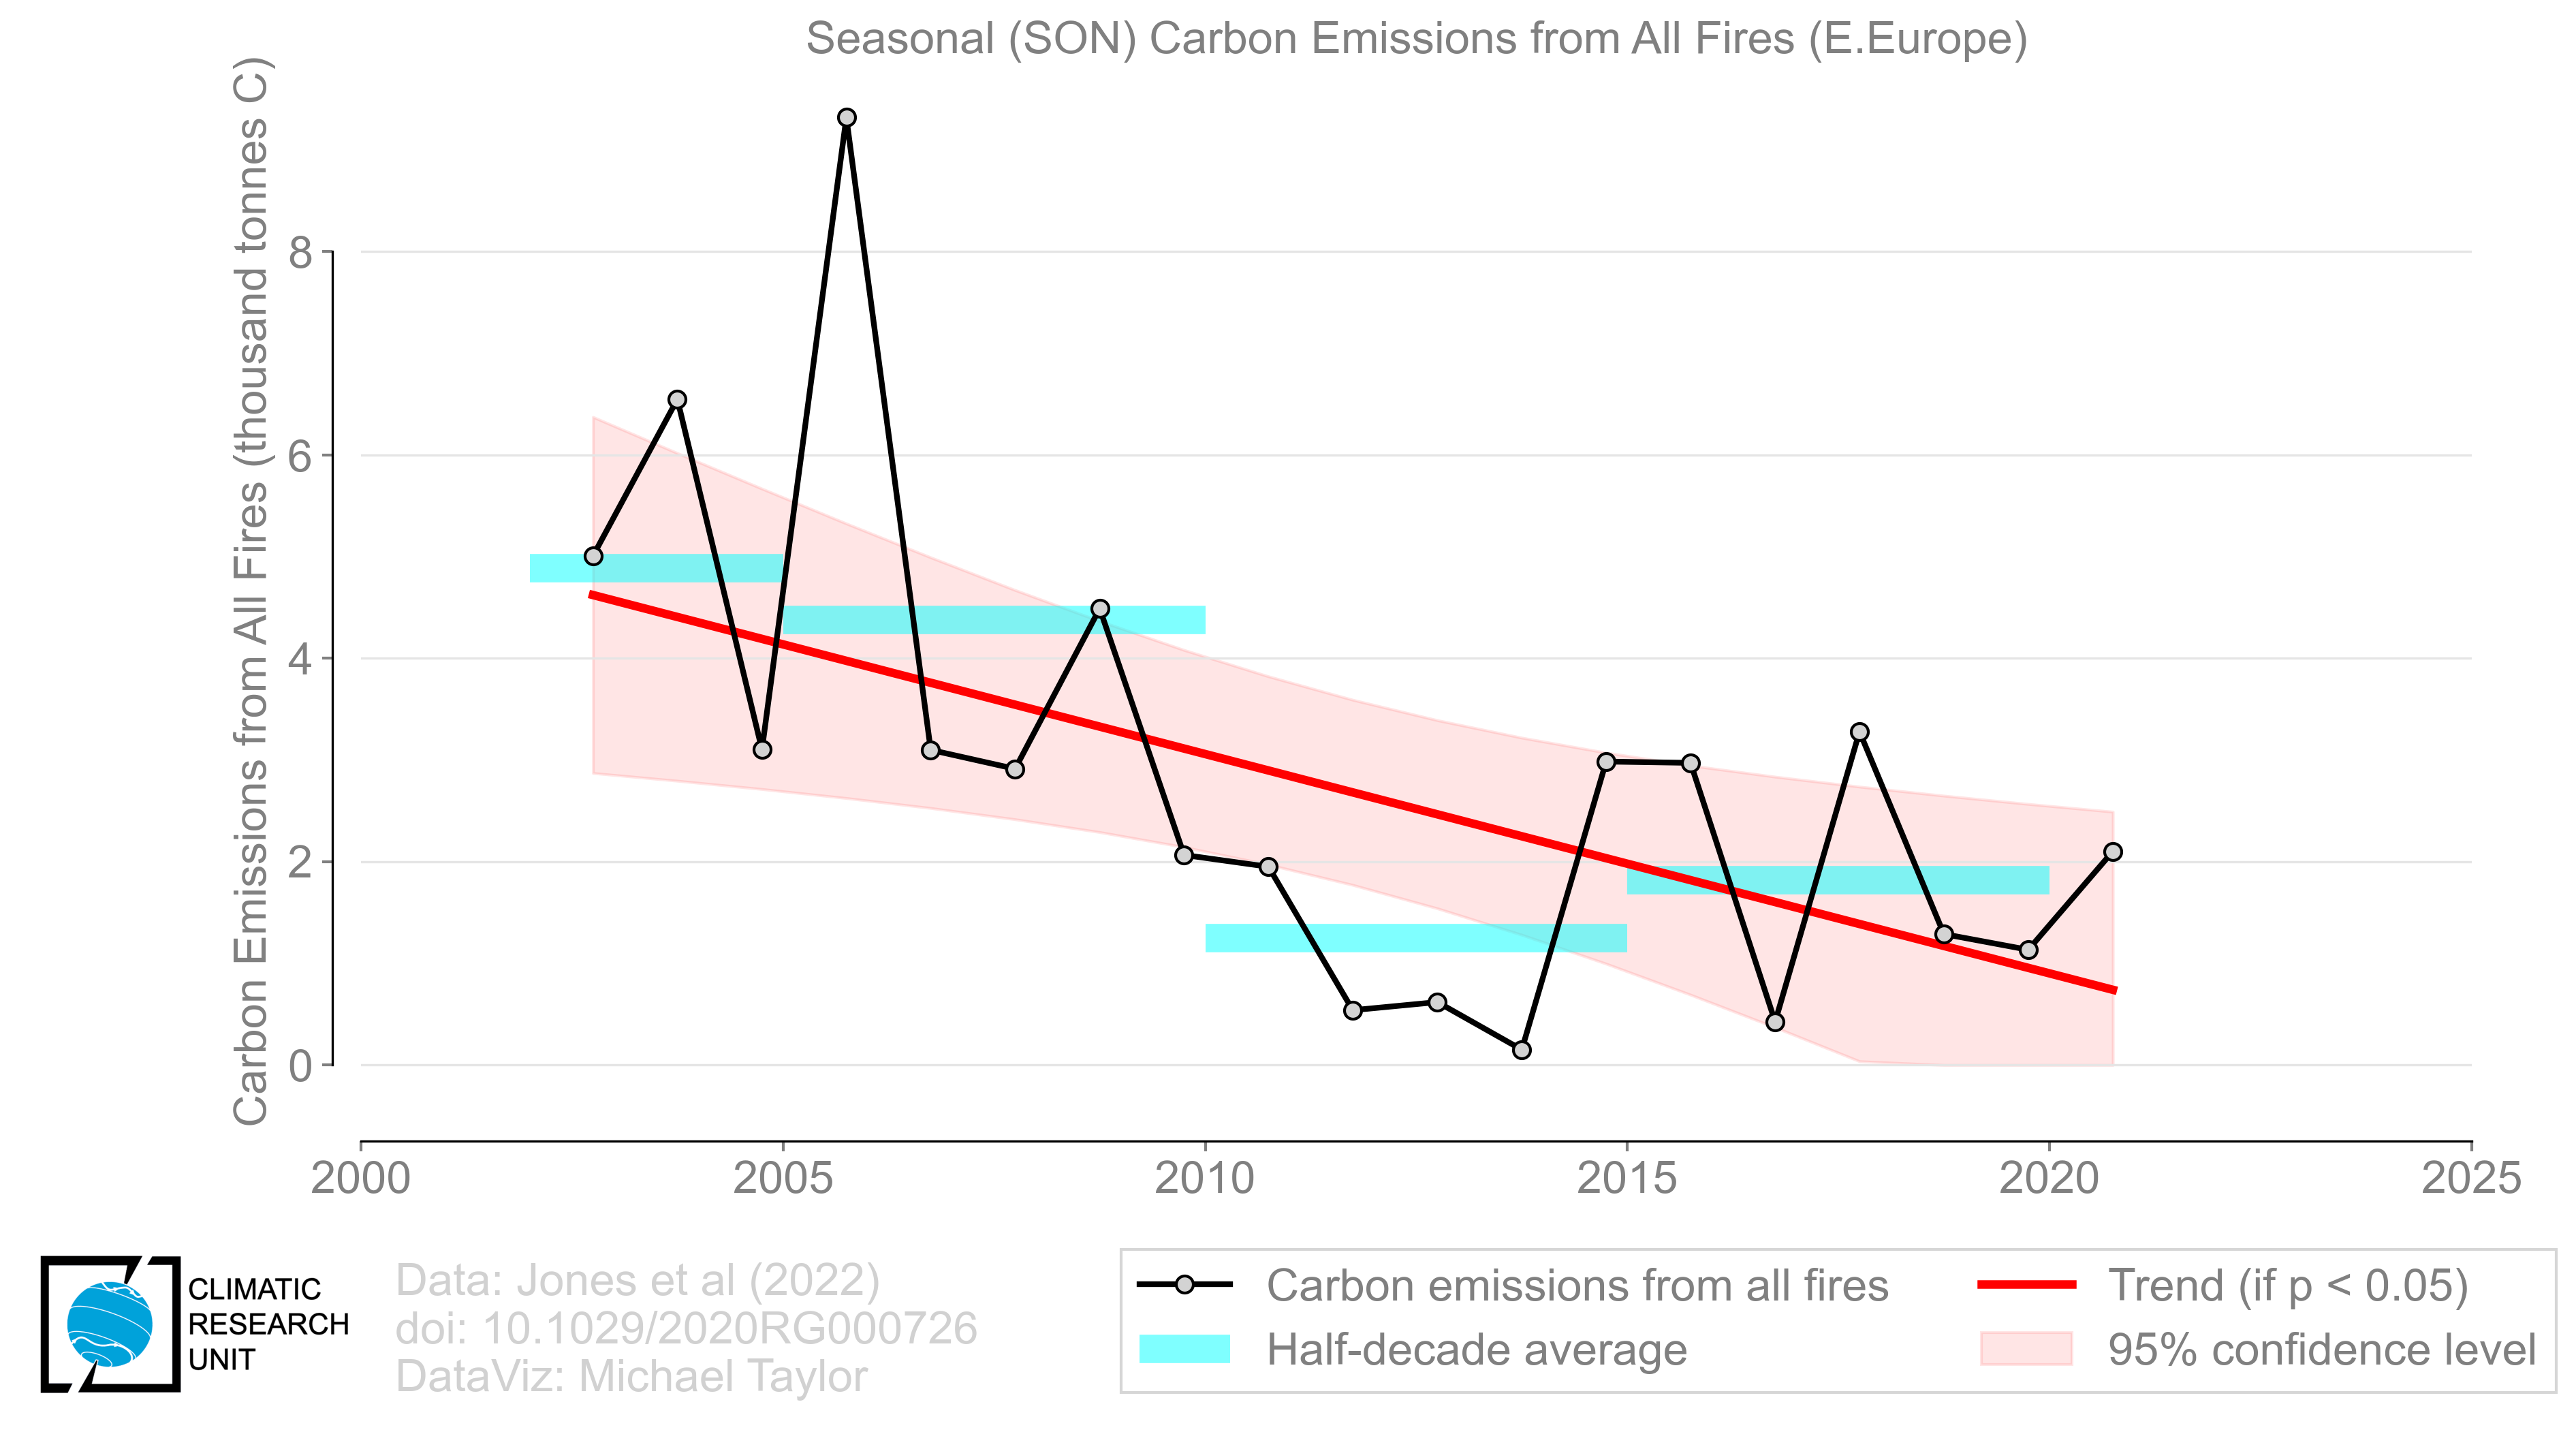 Seasonal (SON) Carbon Emissions from All Fires (E.Europe)
Carbon Emissions from All Fires (thousand tonnes C)
8
6
4
2
0
2000
2005
2010
2015
2020
2025
CLIMATIC
RESEARCH
UNIT
Data: Jones et al (2022)
doi: 10.1029/2020RG000726
DataViz: Michael Taylor
Carbon emissions from all fires
Half-decade average
Trend (if p < 0.05)
95% confidence level